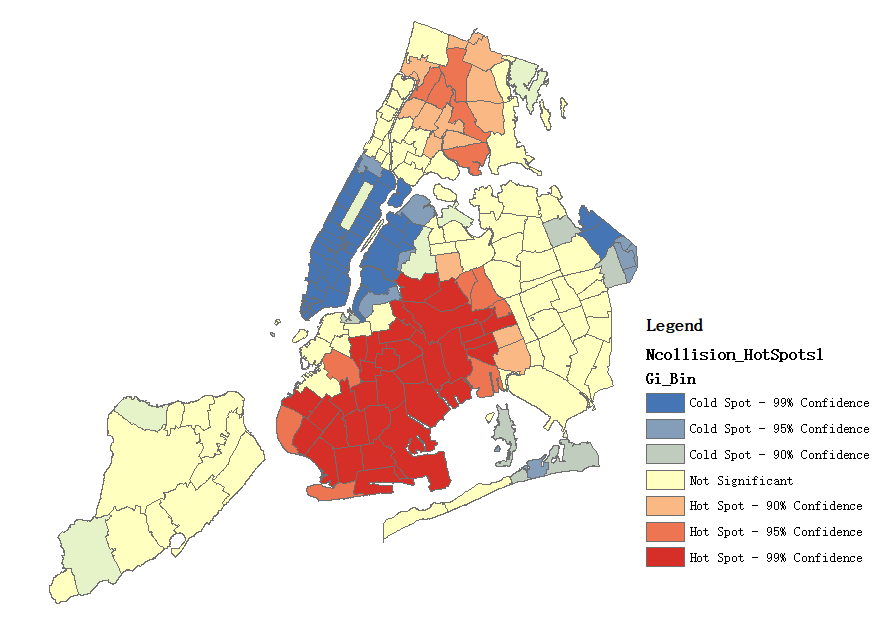 Legend
Ncollision_HotSpots1
Gi_Bin
Cold Spot - 99% Confidence
Cold Spot - 95% Confidence
Cold Spot - 90% Confidence
Not Significant
Hot Spot - 90% Confidence
Hot Spot - 95% Confidence
Hot Spot - 99% Confidence